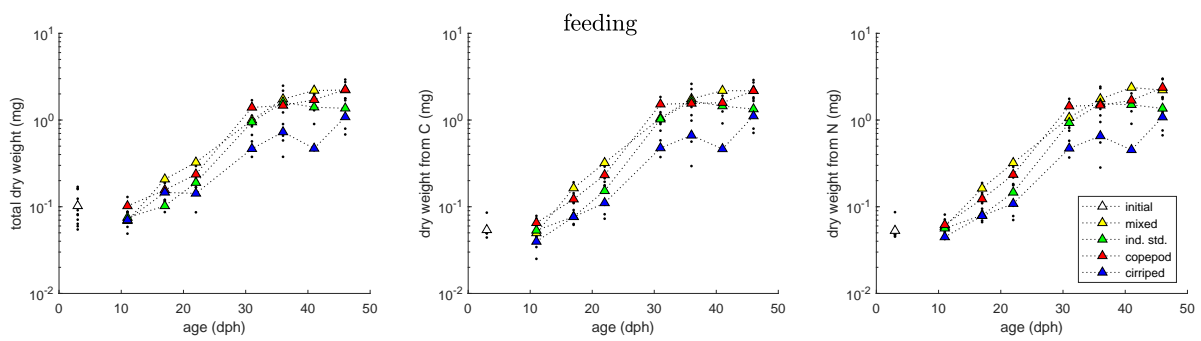 feeding
10^1
10^0
10^-1
10^-2
total dry weight (mg)
0 10 20 30 40 50
age (dph)
10^1
10^0
10^-1
10^-2
dry weight from C (mg)
0 10 20 30 40 50
age (dph)
10^1
10^0
10^-1
10^-2
dry weight from N (mg)
0 10 20 30 40 50
age (dph)
initial
mixed
ind. std.
copepod
cirriped